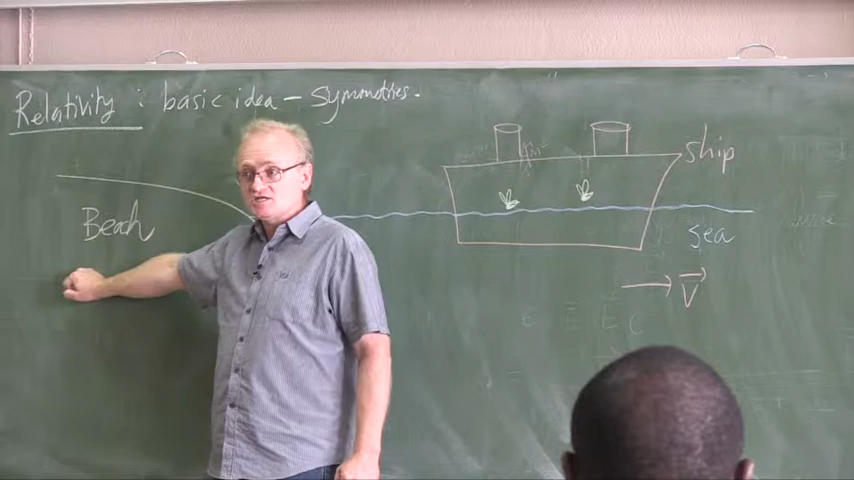 Relativity : basic idea – Symmetries.
Ship
Beach
Sea
V